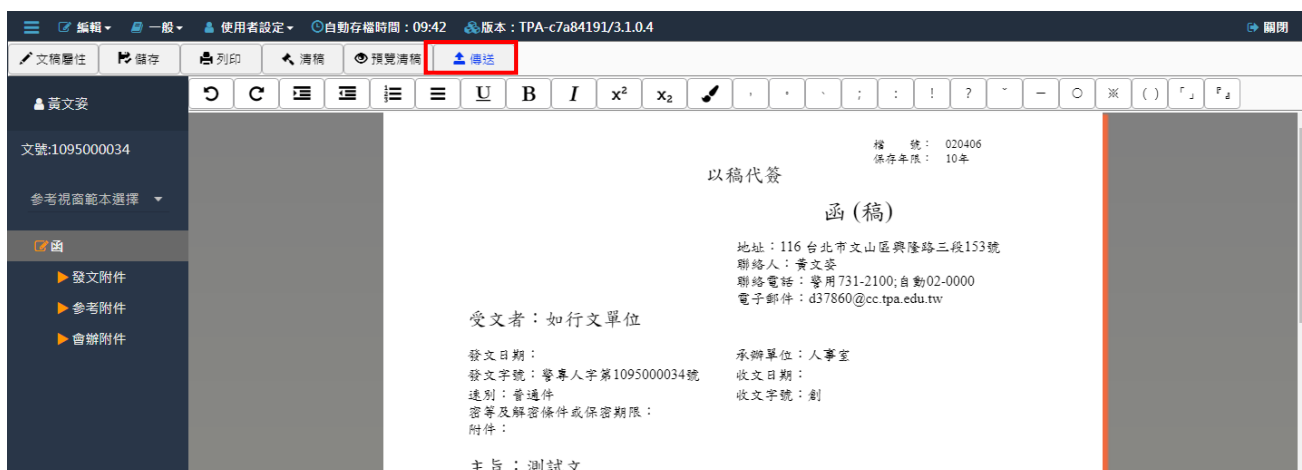 編輯 一般 使用者設定 自動存檔時間：09:42 版本：TPA-c7a84191/3.1.0.4 關閉
文稿屬性 儲存 列印 清稿 預覽清稿 傳送
U B I x² x₂ , 。 、 ; : ! ? ˇ － ○ ※ ( ) 「」 『』
黃文姿
文號:1095000034
參考視窗範本選擇
函
發文附件
參考附件
會辦附件
檔 號： 020406
保存年限： 10年
以稿代簽
函 (稿)
地址：116 台北市文山區興隆路三段153號
聯絡人：黃文姿
聯絡電話：警用731-2100;自動02-0000
電子郵件：d37860@cc.tpa.edu.tw
受文者：如行文單位
發文日期： 承辦單位：人事室
發文字號：警專人字第1095000034號 收文日期：
速別：普通件 收文字號：創
密等及解密條件或保密期限：
附件：
主旨：測試文